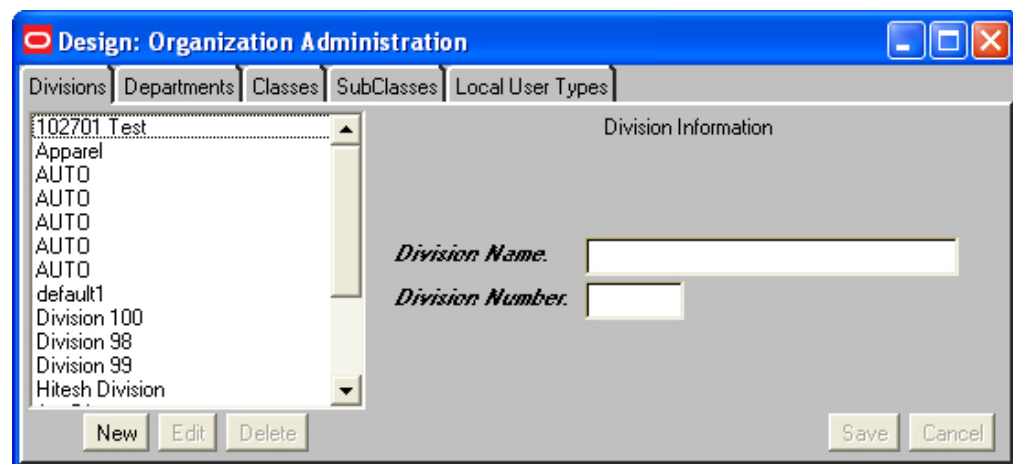 Design: Organization Administration
Divisions Departments Classes SubClasses Local User Types
102701 Test
Apparel
AUTO
AUTO
AUTO
AUTO
AUTO
default1
Division 100
Division 98
Division 99
Hitesh Division
Division Information
Division Name.
Division Number.
New Edit Delete Save Cancel